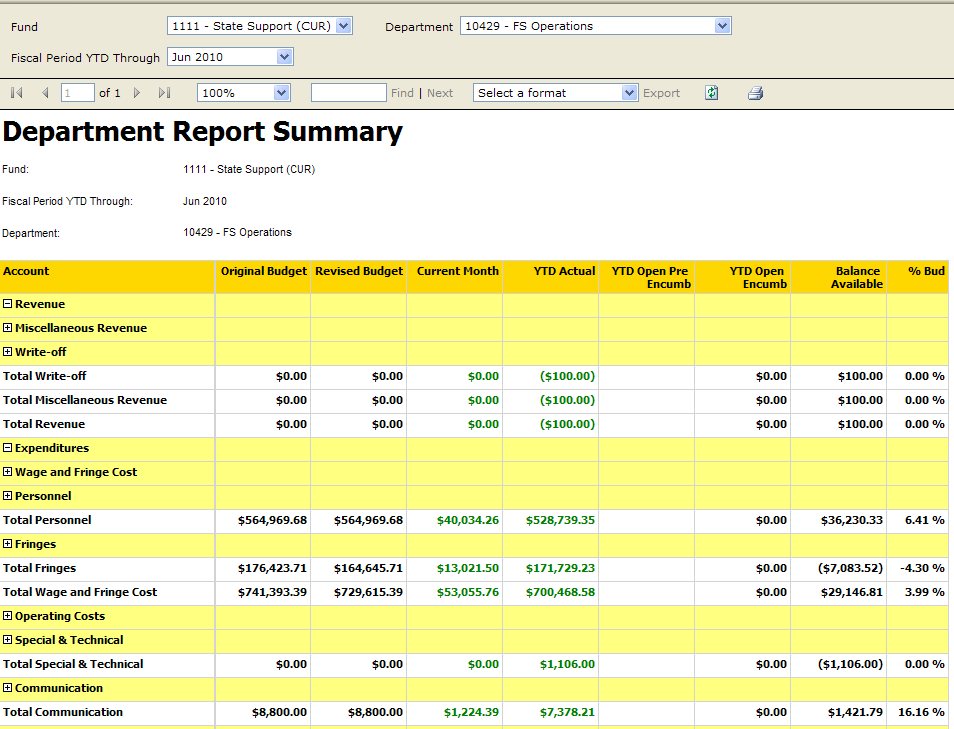 Fund 1111 - State Support (CUR) Department 10429 - FS Operations
Fiscal Period YTD Through Jun 2010
1 of 1 100% Find | Next Select a format Export
Department Report Summary
Fund: 1111 - State Support (CUR)
Fiscal Period YTD Through: Jun 2010
Department: 10429 - FS Operations
Account Original Budget Revised Budget Current Month YTD Actual YTD Open Pre Encumb YTD Open Encumb Balance Available % Bud
Revenue
Miscellaneous Revenue
Write-off
Total Write-off $0.00 $0.00 $0.00 ($100.00) $0.00 $100.00 0.00 %
Total Miscellaneous Revenue $0.00 $0.00 $0.00 ($100.00) $0.00 $100.00 0.00 %
Total Revenue $0.00 $0.00 $0.00 ($100.00) $0.00 $100.00 0.00 %
Expenditures
Wage and Fringe Cost
Personnel
Total Personnel $564,969.68 $564,969.68 $40,034.26 $528,739.35 $0.00 $36,230.33 6.41 %
Fringes
Total Fringes $176,423.71 $164,645.71 $13,021.50 $171,729.23 $0.00 ($7,083.52) -4.30 %
Total Wage and Fringe Cost $741,393.39 $729,615.39 $53,055.76 $700,468.58 $0.00 $29,146.81 3.99 %
Operating Costs
Special & Technical
Total Special & Technical $0.00 $0.00 $0.00 $1,106.00 $0.00 ($1,106.00) 0.00 %
Communication
Total Communication $8,800.00 $8,800.00 $1,224.39 $7,378.21 $0.00 $1,421.79 16.16 %